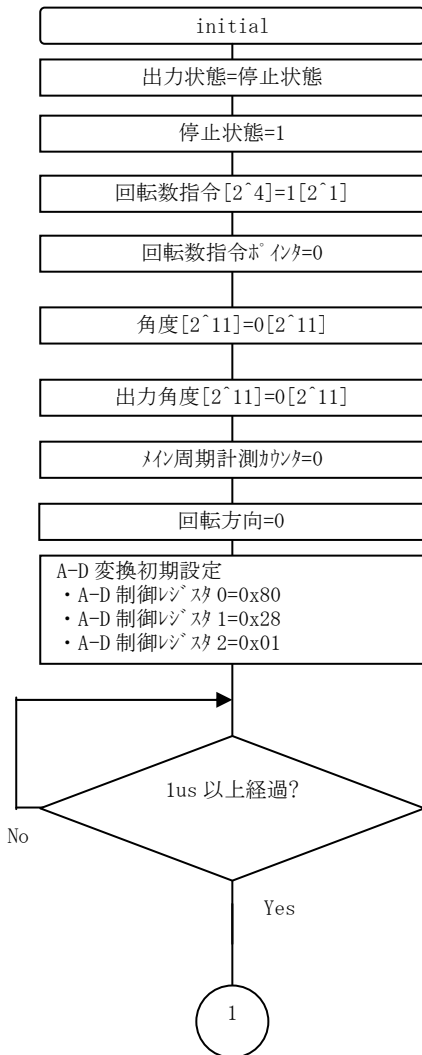 initial
出力状態=停止状態
停止状態=1
回転数指令[2^4]=1[2^1]
回転数指令ﾎﾟｲﾝﾀ=0
角度[2^11]=0[2^11]
出力角度[2^11]=0[2^11]
ﾒｲﾝ周期計測ｶｳﾝﾀ=0
回転方向=0
A-D 変換初期設定
・A-D 制御ﾚｼﾞｽﾀ 0=0x80
・A-D 制御ﾚｼﾞｽﾀ 1=0x28
・A-D 制御ﾚｼﾞｽﾀ 2=0x01
1us 以上経過?
No
Yes
1